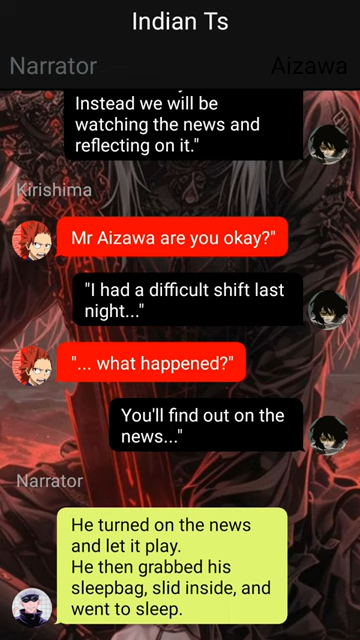 Indian Ts
Narrator
Aizawa
Instead we will be
watching the news and
reflecting on it."
Kirishima
Mr Aizawa are you okay?"
"I had a difficult shift last
night..."
"... what happened?"
You'll find out on the
news..."
Narrator
He turned on the news
and let it play.
He then grabbed his
sleepbag, slid inside, and
went to sleep.